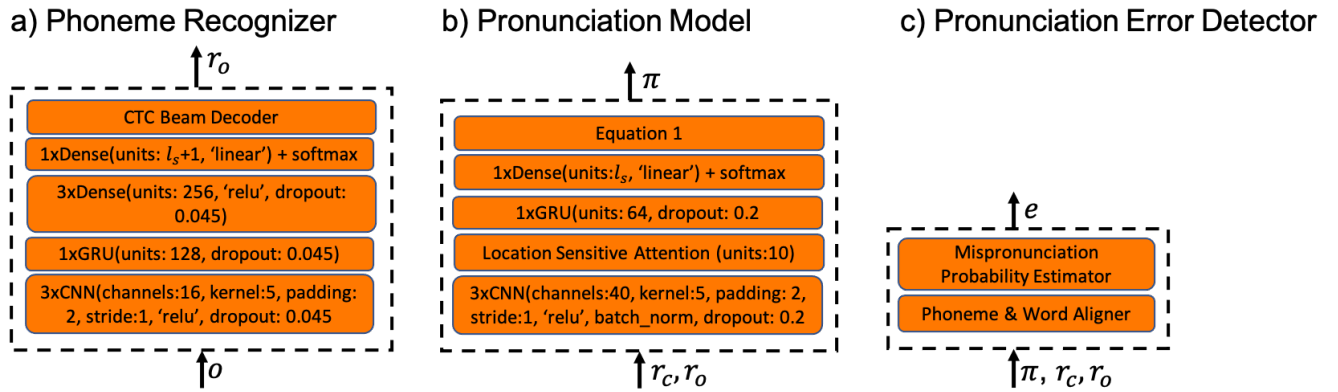 a) Phoneme Recognizer
r_o
CTC Beam Decoder
1xDense(units: l_s+1, ‘linear’) + softmax
3xDense(units: 256, ‘relu’, dropout:
0.045)
1xGRU(units: 128, dropout: 0.045)
3xCNN(channels:16, kernel:5, padding:
2, stride:1, ‘relu’, dropout: 0.045
o
b) Pronunciation Model
π
Equation 1
1xDense(units:l_s, ‘linear’) + softmax
1xGRU(units: 64, dropout: 0.2
Location Sensitive Attention (units:10)
3xCNN(channels:40, kernel:5, padding: 2,
stride:1, ‘relu’, batch_norm, dropout: 0.2
r_c, r_o
c) Pronunciation Error Detector
e
Mispronunciation
Probability Estimator
Phoneme & Word Aligner
π, r_c, r_o